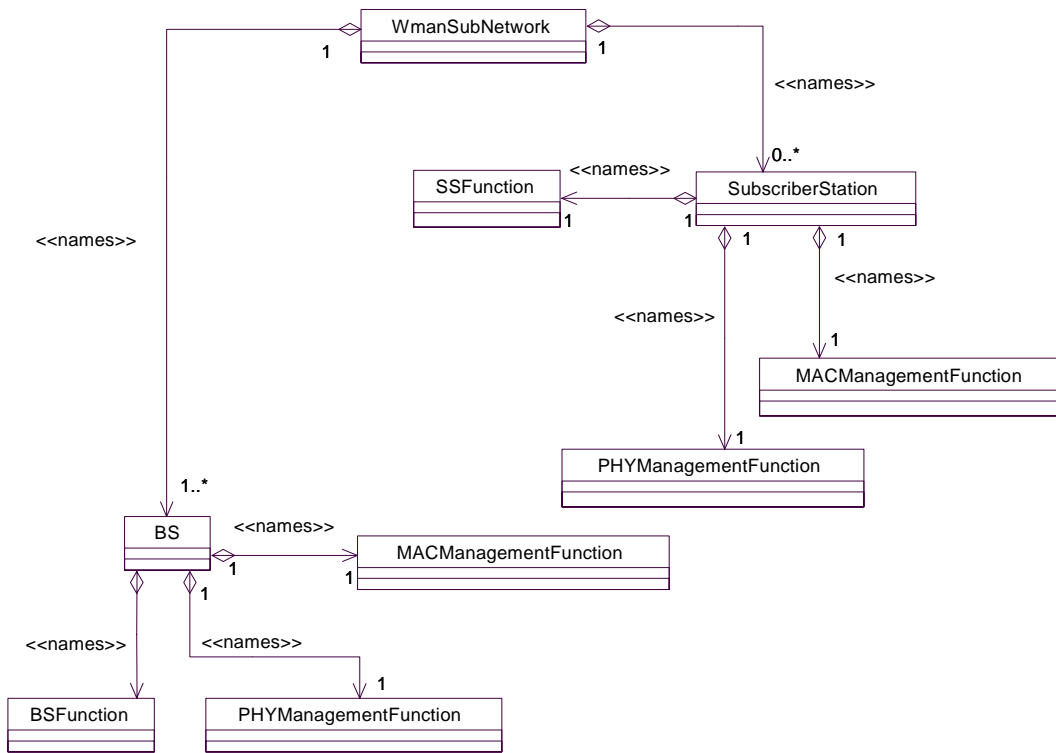 WmanSubNetwork
1
1
<<names>>
0..*
<<names>>
SSFunction
SubscriberStation
1
1
1
1
<<names>>
<<names>>
<<names>>
1
MACManagementFunction
1
PHYManagementFunction
1..*
<<names>>
BS
MACManagementFunction
1
1
1
<<names>>
<<names>>
1
BSFunction
PHYManagementFunction